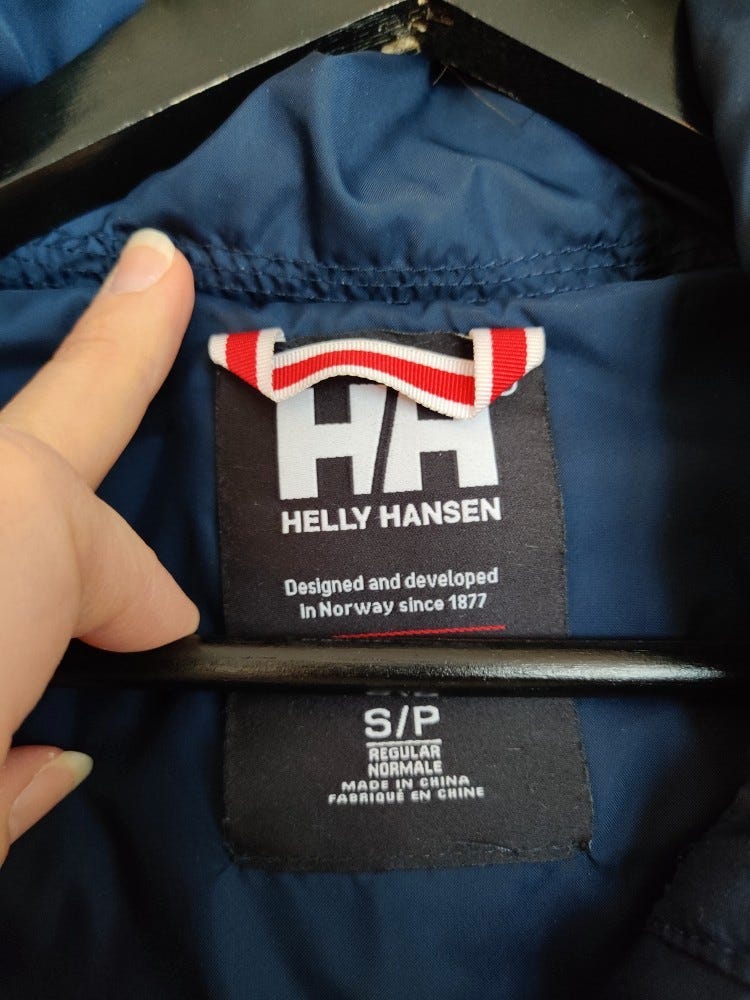 HH
HELLY HANSEN
Designed and developed
in Norway since 1877
S/P
REGULAR
NORMALE
MADE IN CHINA
FABRIQUÉ EN CHINE